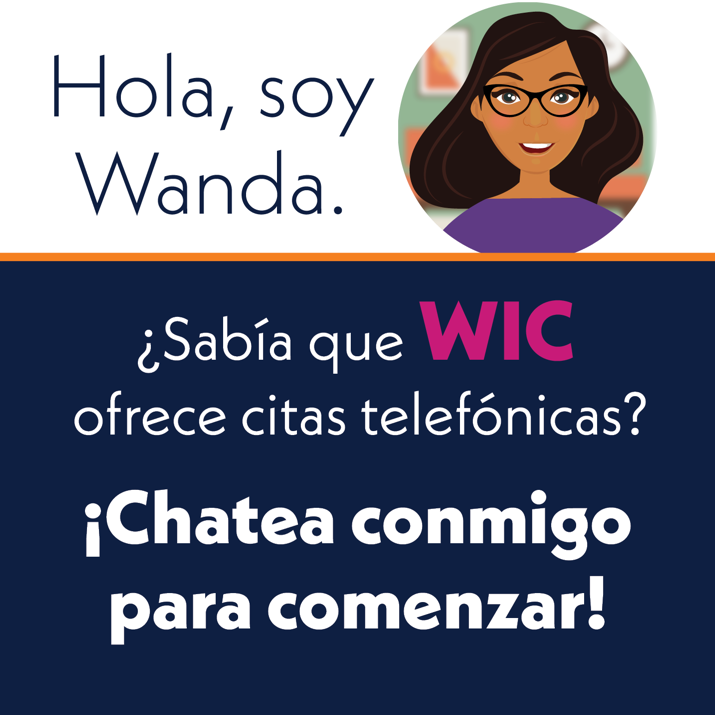 Hola, soy
Wanda.
¿Sabía que WIC
ofrece citas telefónicas?
¡Chatea conmigo
para comenzar!